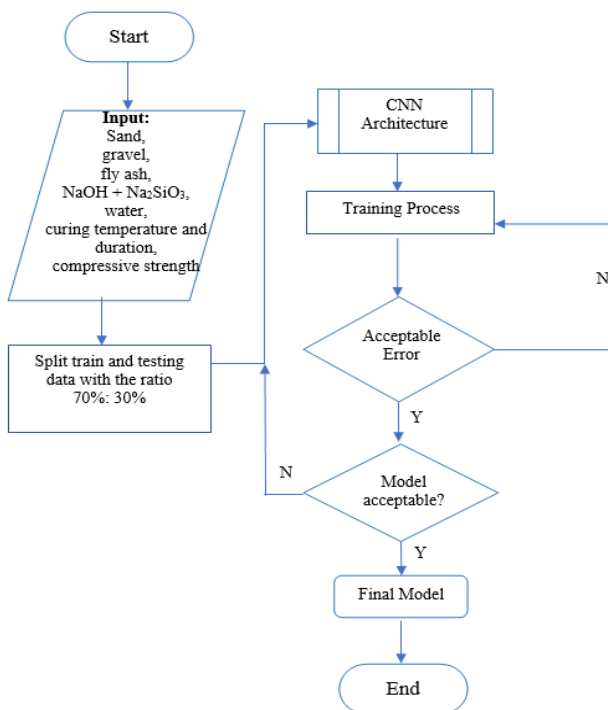 Start
Input:
Sand,
gravel,
fly ash,
NaOH + Na₂SiO₃,
water,
curing temperature and
duration,
compressive strength
Split train and testing
data with the ratio
70%: 30%
CNN
Architecture
Training Process
N
Acceptable
Error
Y
N
Model
acceptable?
Y
Final Model
End